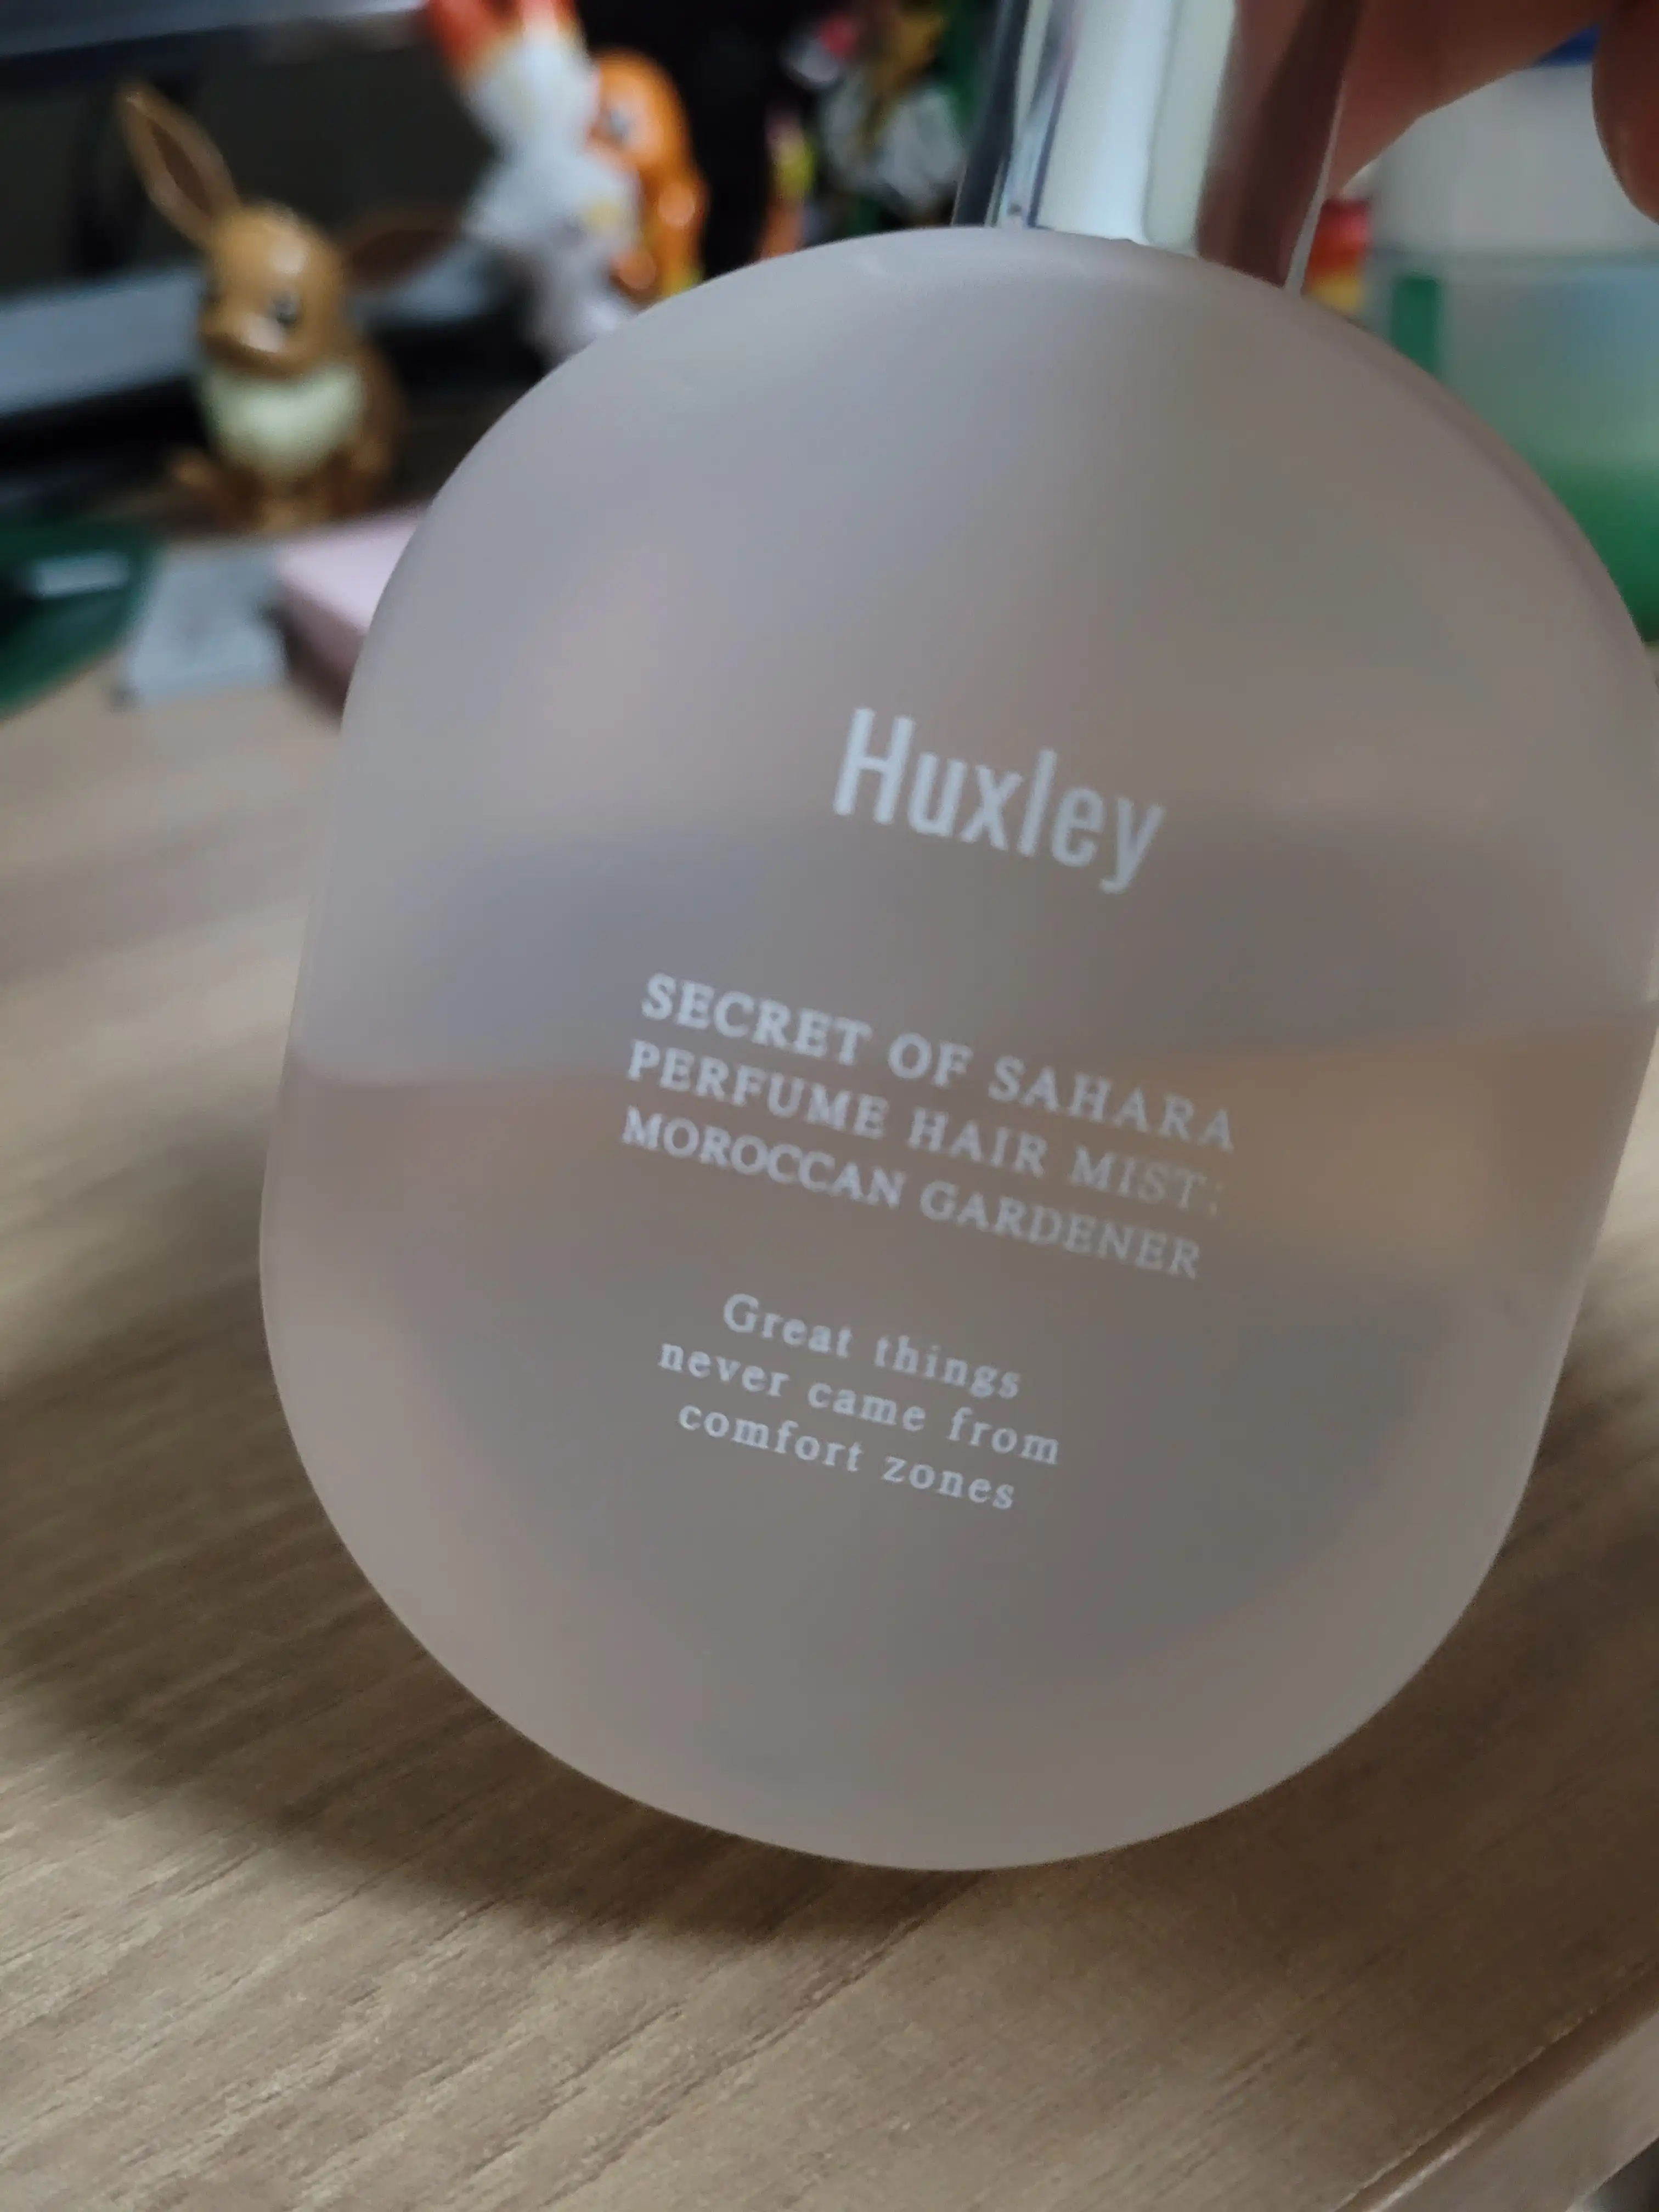 Huxley
SECRET OF SAHARA
PERFUME HAIR MIST;
MOROCCAN GARDENER
Great things
never came from
comfort zones